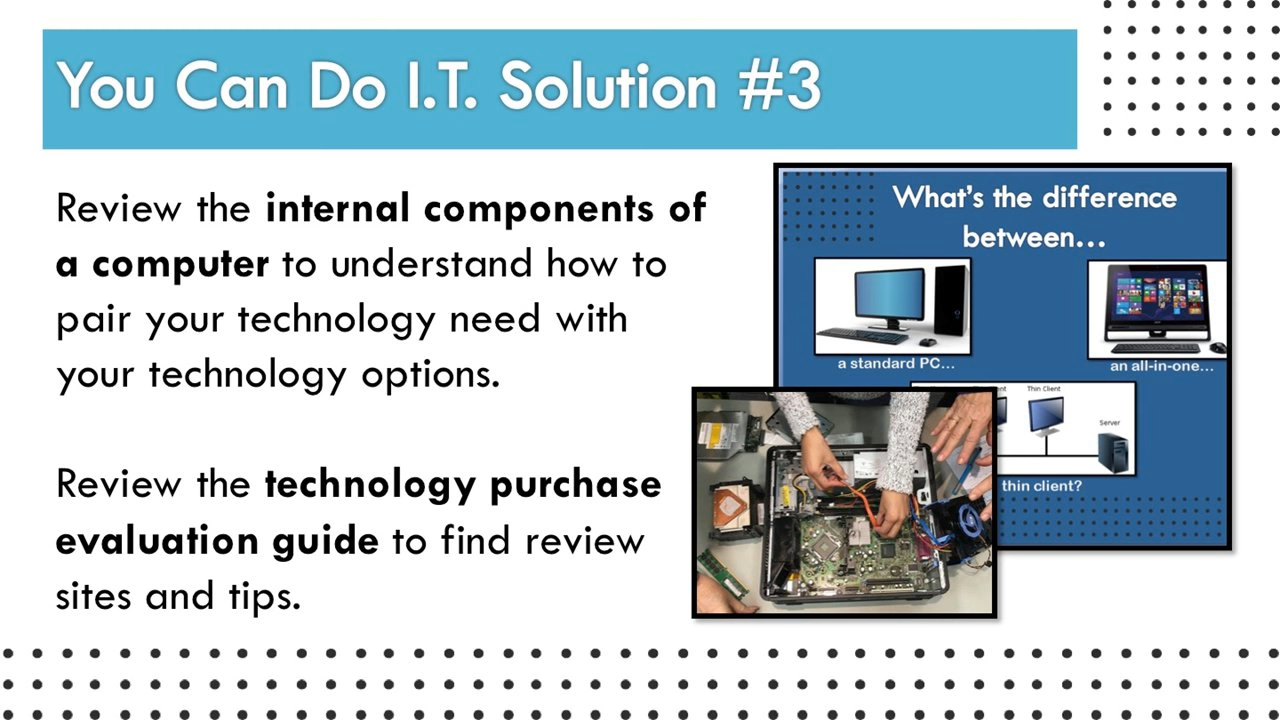 You Can Do I.T. Solution #3
Review the internal components of
a computer to understand how to
pair your technology need with
your technology options.
Review the technology purchase
evaluation guide to find review
sites and tips.
What's the difference
between...
a standard PC...
an all-in-one...
Thin Client
Server
thin client?